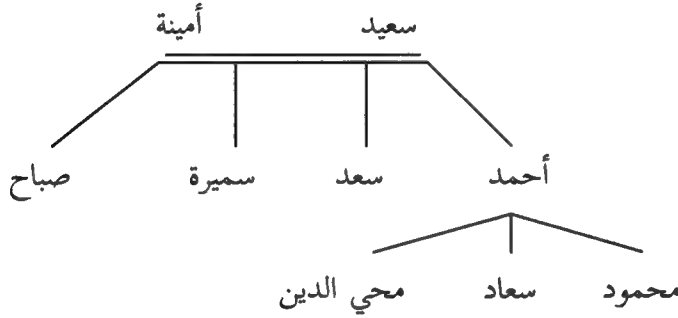 سعيد أمينة
أحمد سعد سميرة صباح
محمود سعاد محي الدين